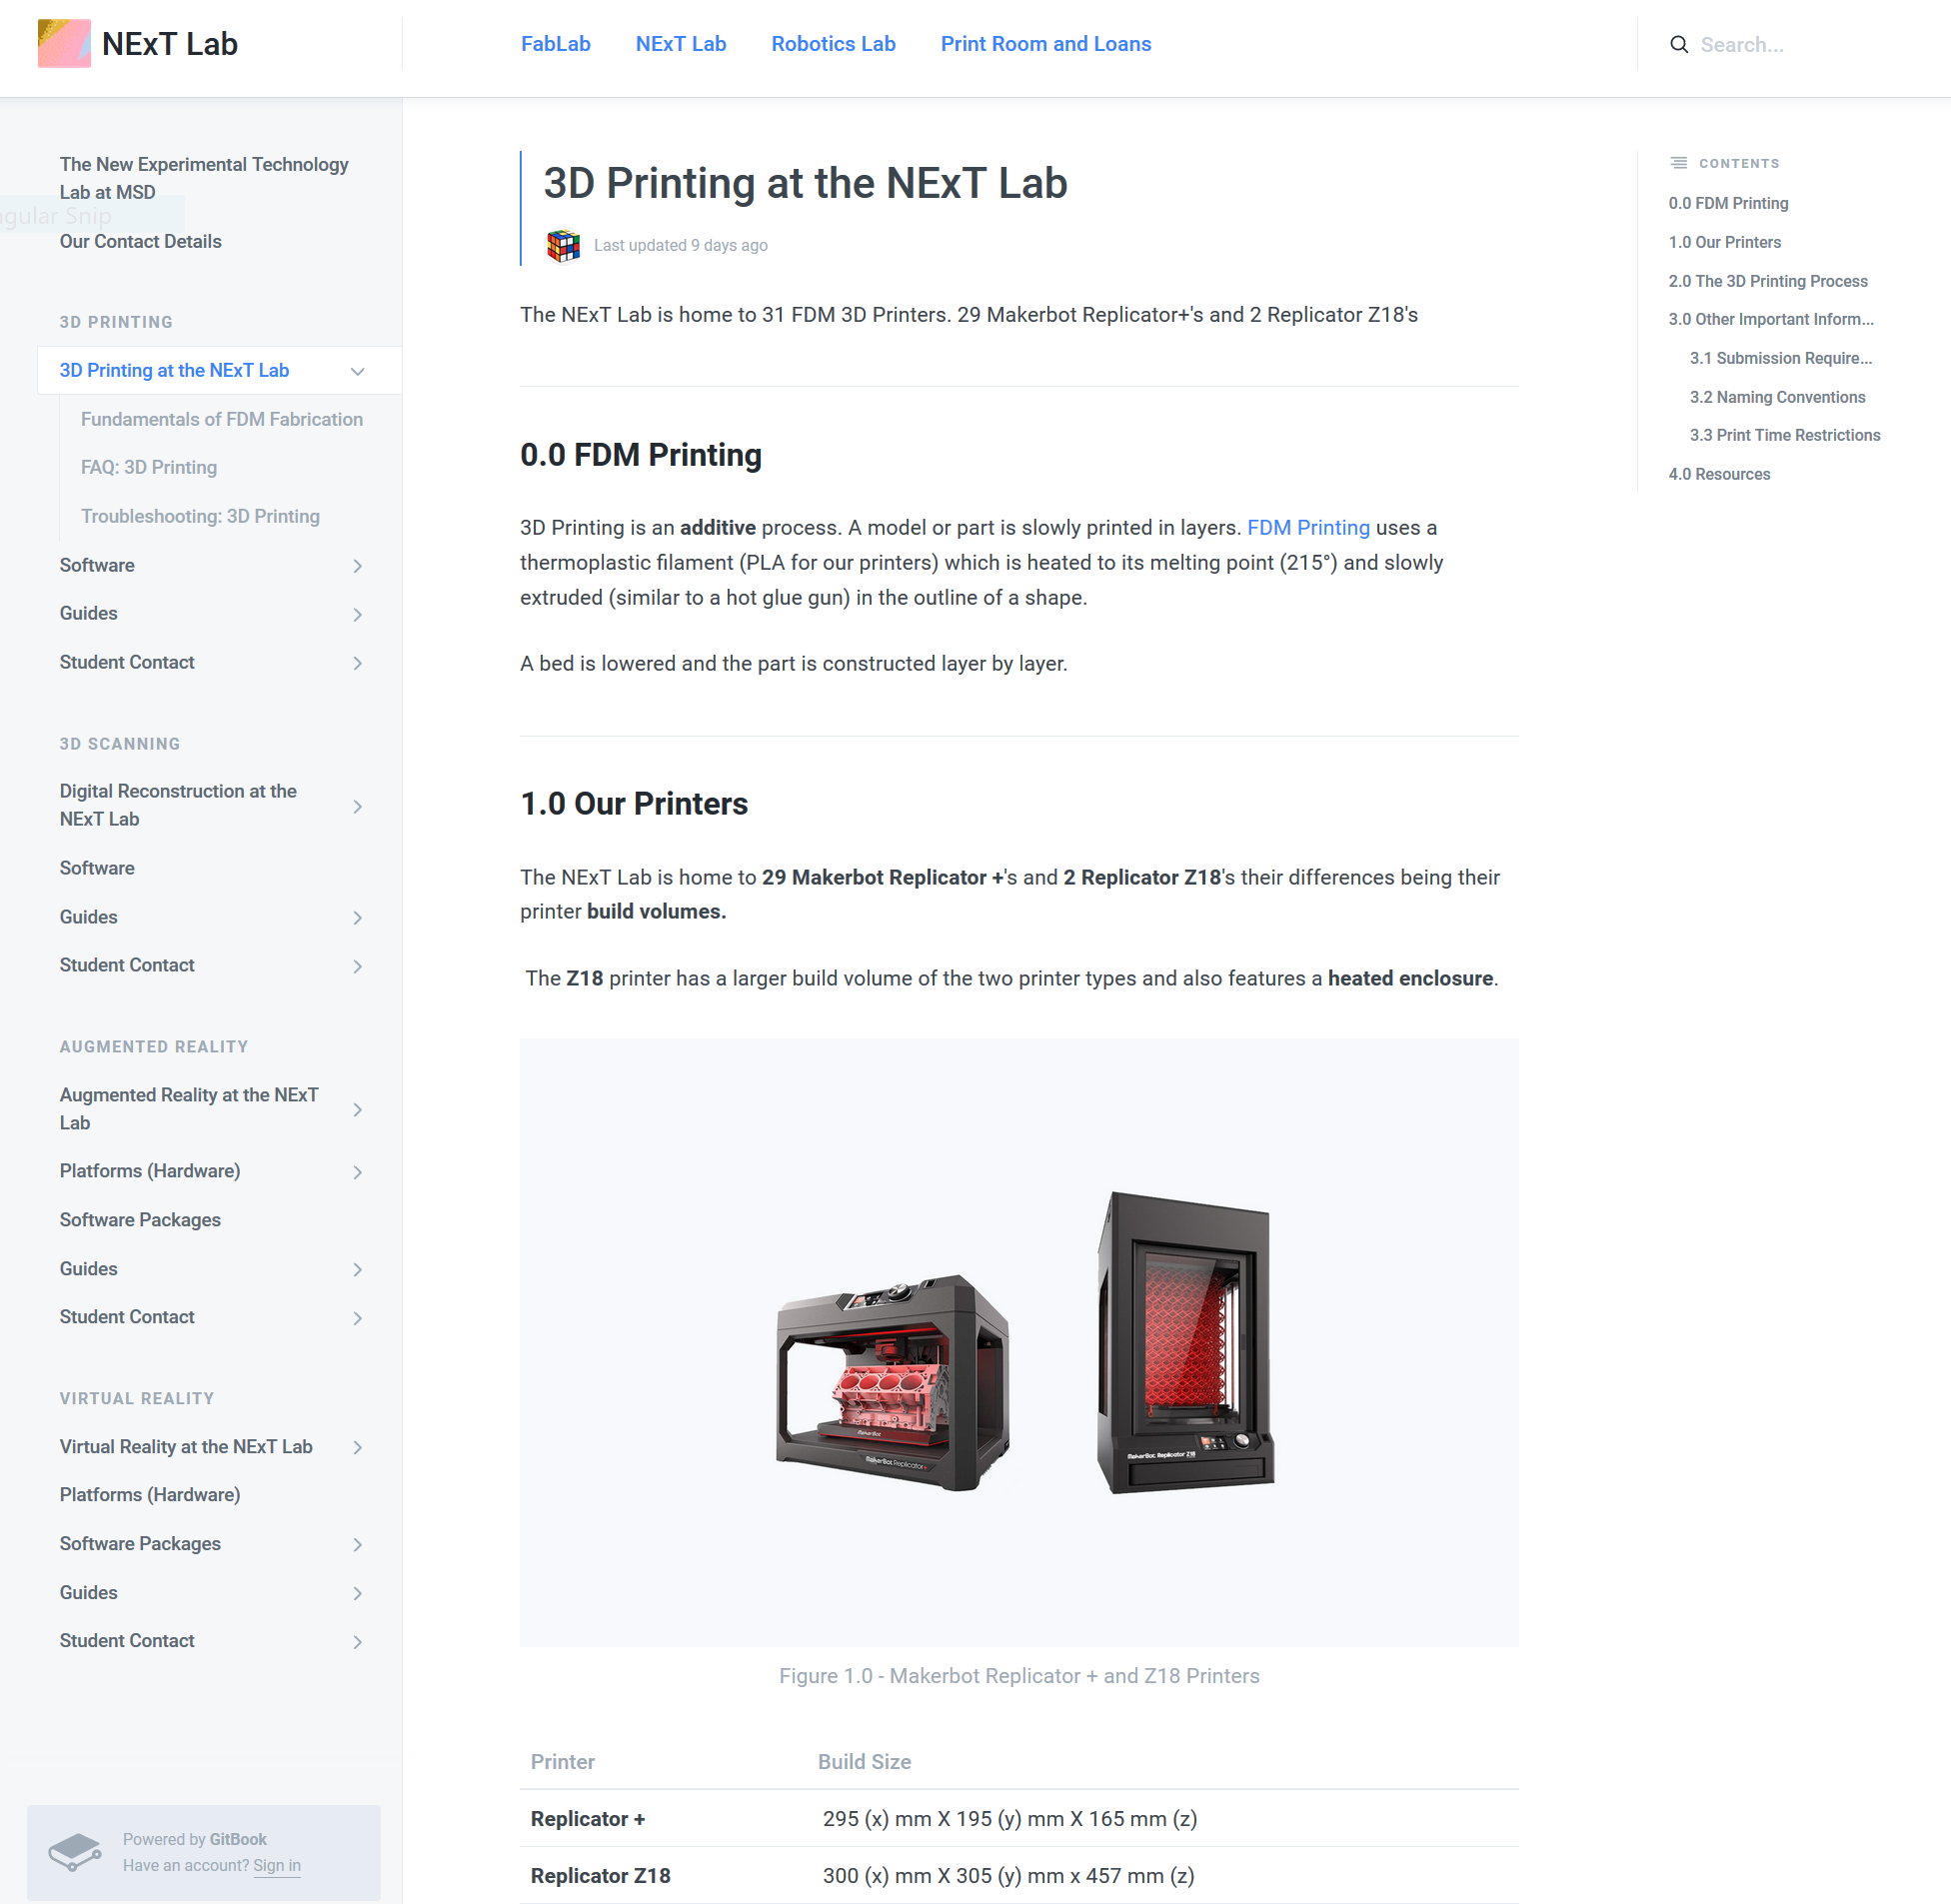 NExT Lab
FabLab
NExT Lab
Robotics Lab
Print Room and Loans
Search...
The New Experimental Technology
Lab at MSD
gular Snip
Our Contact Details
3D PRINTING
3D Printing at the NExT Lab
Fundamentals of FDM Fabrication
FAQ: 3D Printing
Troubleshooting: 3D Printing
Software
Guides
Student Contact
3D SCANNING
Digital Reconstruction at the
NExT Lab
Software
Guides
Student Contact
AUGMENTED REALITY
Augmented Reality at the NExT
Lab
Platforms (Hardware)
Software Packages
Guides
Student Contact
VIRTUAL REALITY
Virtual Reality at the NExT Lab
Platforms (Hardware)
Software Packages
Guides
Student Contact
Powered by GitBook
Have an account? Sign in
3D Printing at the NExT Lab
Last updated 9 days ago
The NExT Lab is home to 31 FDM 3D Printers. 29 Makerbot Replicator+'s and 2 Replicator Z18's
0.0 FDM Printing
3D Printing is an additive process. A model or part is slowly printed in layers. FDM Printing uses a
thermoplastic filament (PLA for our printers) which is heated to its melting point (215°) and slowly
extruded (similar to a hot glue gun) in the outline of a shape.
A bed is lowered and the part is constructed layer by layer.
1.0 Our Printers
The NExT Lab is home to 29 Makerbot Replicator +'s and 2 Replicator Z18's their differences being their
printer build volumes.
The Z18 printer has a larger build volume of the two printer types and also features a heated enclosure.
MakerBot
MakerBot Replicator+
MakerBot Replicator Z18
Figure 1.0 - Makerbot Replicator + and Z18 Printers
Printer
Build Size
Replicator +
295 (x) mm X 195 (y) mm X 165 mm (z)
Replicator Z18
300 (x) mm X 305 (y) mm x 457 mm (z)
CONTENTS
0.0 FDM Printing
1.0 Our Printers
2.0 The 3D Printing Process
3.0 Other Important Inform...
3.1 Submission Require...
3.2 Naming Conventions
3.3 Print Time Restrictions
4.0 Resources